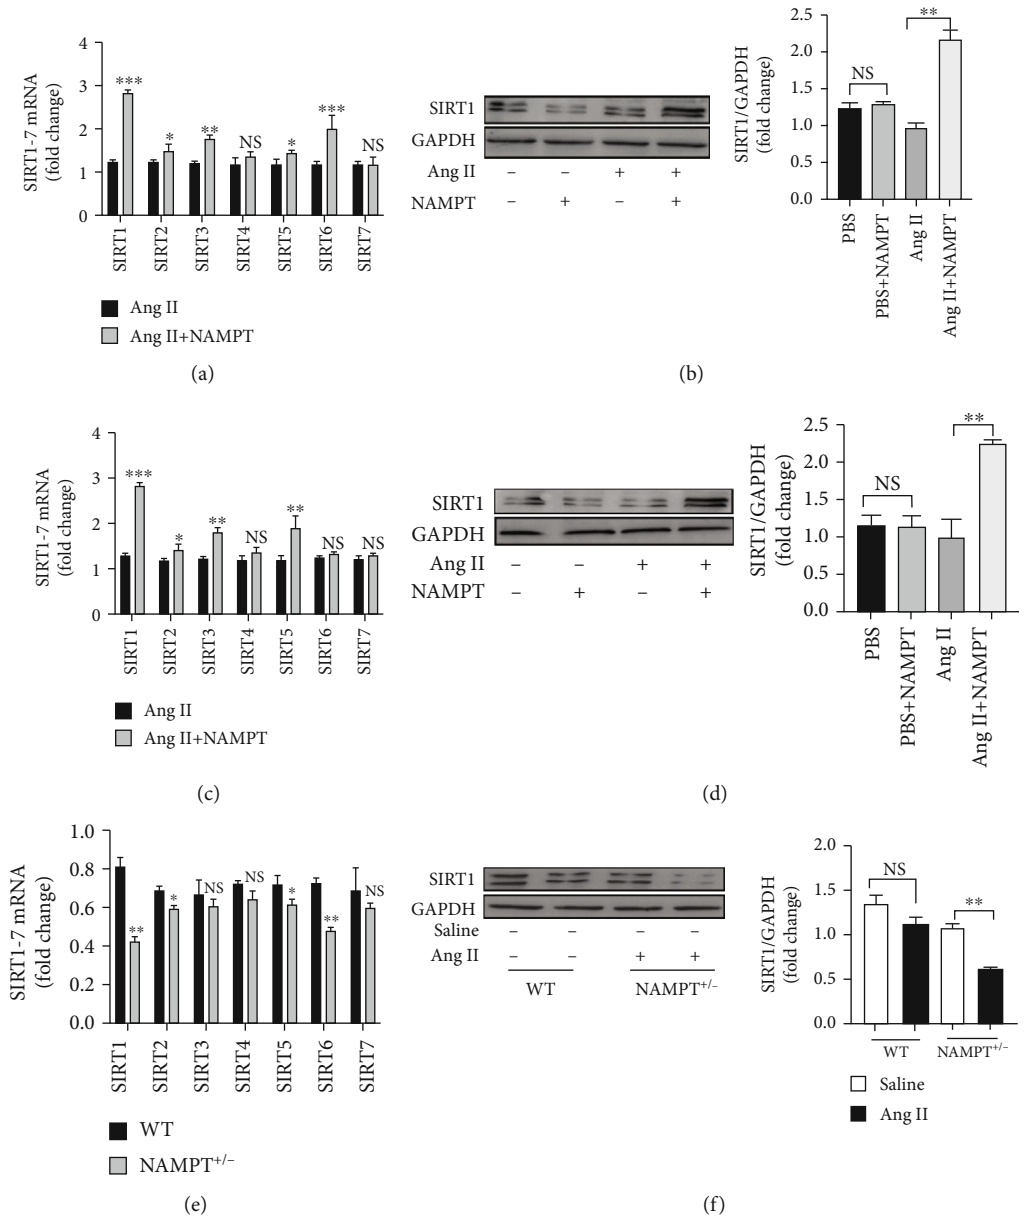 SIRT1-7 mRNA
(fold change)
4
3
2
1
0
***
*
**
NS
*
***
NS
SIRT1
SIRT2
SIRT3
SIRT4
SIRT5
SIRT6
SIRT7
Ang II
Ang II+NAMPT
(a)
SIRT1
GAPDH
Ang II − − + +
NAMPT − + − +
SIRT1/GAPDH
(fold change)
2.5
2.0
1.5
1.0
0.5
0.0
NS
**
PBS
PBS+NAMPT
Ang II
Ang II+NAMPT
(b)
SIRT1-7 mRNA
(fold change)
4
3
2
1
0
***
*
**
NS
**
NS
NS
SIRT1
SIRT2
SIRT3
SIRT4
SIRT5
SIRT6
SIRT7
Ang II
Ang II+NAMPT
(c)
SIRT1
GAPDH
Ang II − − + +
NAMPT − + − +
SIRT1/GAPDH
(fold change)
2.5
2.0
1.5
1.0
0.5
0.0
NS
**
PBS
PBS+NAMPT
Ang II
Ang II+NAMPT
(d)
SIRT1-7 mRNA
(fold change)
1.0
0.8
0.6
0.4
0.2
0.0
**
*
NS
NS
*
**
NS
SIRT1
SIRT2
SIRT3
SIRT4
SIRT5
SIRT6
SIRT7
WT
NAMPT+/−
(e)
SIRT1
GAPDH
Saline − − − −
Ang II − − + +
WT NAMPT+/−
SIRT1/GAPDH
(fold change)
2.0
1.5
1.0
0.5
0.0
NS
**
WT NAMPT+/−
Saline
Ang II
(f)